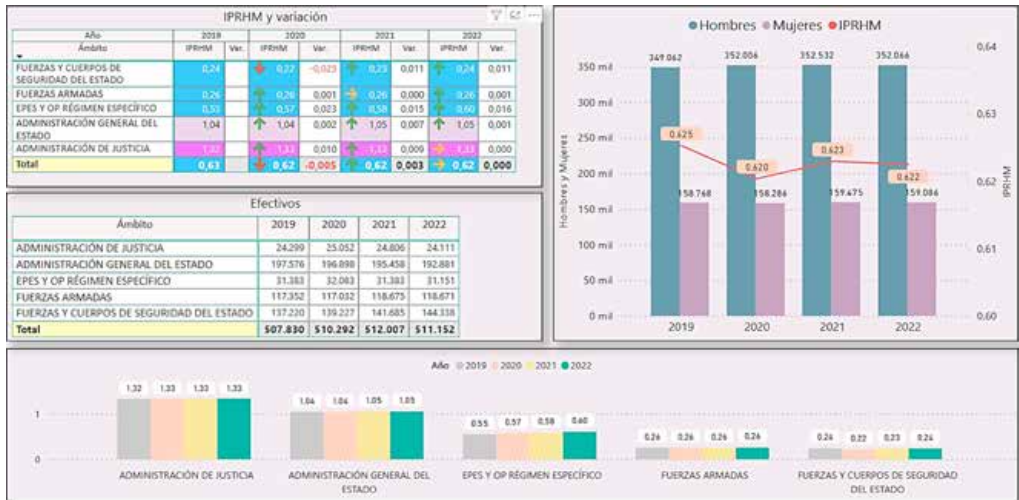 IPRHM y variación
Año 2019 2020 2021 2022
Ámbito IPRHM Var. IPRHM Var. IPRHM Var. IPRHM Var.
FUERZAS Y CUERPOS DE SEGURIDAD DEL ESTADO 0,24 0,22 -0,023 0,23 0,011 0,24 0,011
FUERZAS ARMADAS 0,26 0,26 0,001 0,26 0,000 0,26 0,001
EPES Y OP RÉGIMEN ESPECÍFICO 0,55 0,57 0,023 0,58 0,015 0,60 0,016
ADMINISTRACIÓN GENERAL DEL ESTADO 1,04 1,04 0,002 1,05 0,007 1,05 0,001
ADMINISTRACIÓN DE JUSTICIA 1,32 1,33 0,010 1,33 0,009 1,33 0,000
Total 0,63 0,62 -0,005 0,62 0,003 0,62 0,000
Efectivos
Ámbito 2019 2020 2021 2022
ADMINISTRACIÓN DE JUSTICIA 24.299 25.052 24.806 24.111
ADMINISTRACIÓN GENERAL DEL ESTADO 197.576 196.898 195.458 192.881
EPES Y OP RÉGIMEN ESPECÍFICO 31.383 32.083 31.383 31.151
FUERZAS ARMADAS 117.352 117.032 118.675 118.671
FUERZAS Y CUERPOS DE SEGURIDAD DEL ESTADO 137.220 139.227 141.685 144.338
Total 507.830 510.292 512.007 511.152
Hombres Mujeres IPRHM
349.062 352.006 352.532 352.066
0,64
350 mil
300 mil
0,63
0.625
250 mil
0.620 0.623 0.622
200 mil
0,62
158.768 158.286 159.475 159.086
150 mil
100 mil
0,61
50 mil
0 mil
0,60
Hombres y Mujeres
IPRHM
2019 2020 2021 2022
Año 2019 2020 2021 2022
1.32 1.33 1.33 1.33
1.04 1.04 1.05 1.05
0.55 0.57 0.58 0.60
0.26 0.26 0.26 0.26
0.24 0.22 0.23 0.24
1
0
ADMINISTRACIÓN DE JUSTICIA
ADMINISTRACIÓN GENERAL DEL
ESTADO
EPES Y OP RÉGIMEN ESPECÍFICO
FUERZAS ARMADAS
FUERZAS Y CUERPOS DE SEGURIDAD
DEL ESTADO